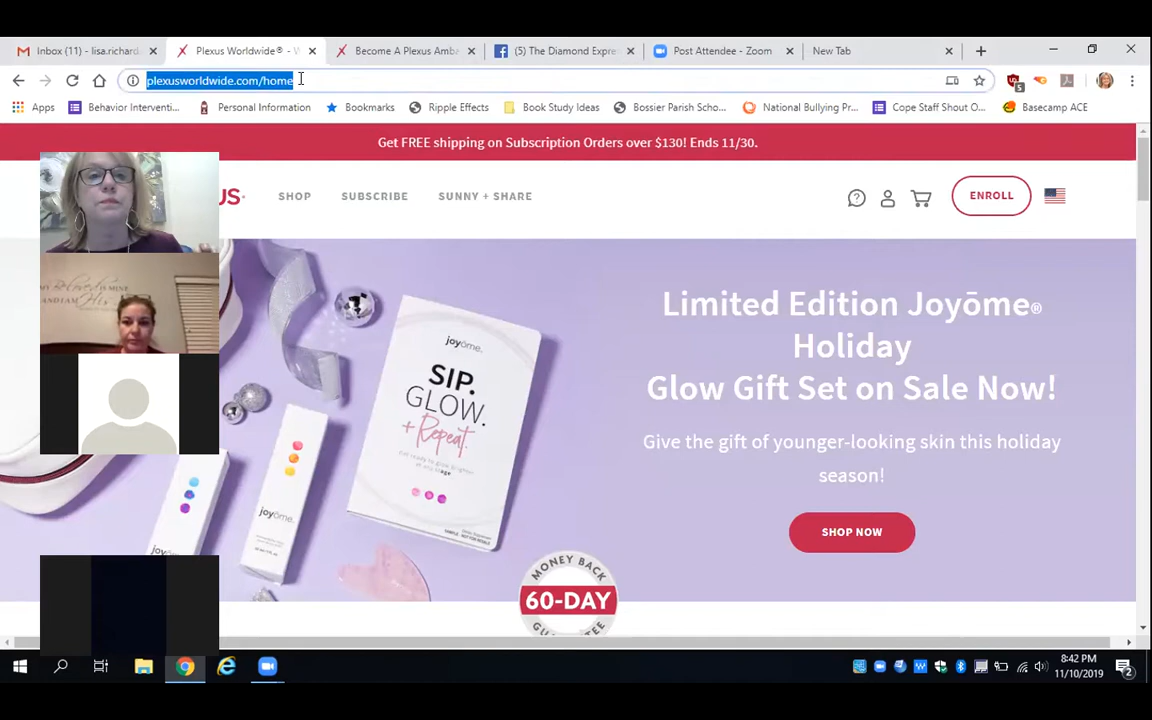 Inbox (11) - lisa.richard
Plexus Worldwide® - W
Become A Plexus Amba
(5) The Diamond Expre
Post Attendee - Zoom
New Tab
plexusworldwide.com/home
5
Apps
Behavior Interventi...
Personal Information
Bookmarks
Ripple Effects
Book Study Ideas
Bossier Parish Scho...
National Bullying Pr...
Cope Staff Shout O...
Basecamp ACE
Get FREE shipping on Subscription Orders over $130! Ends 11/30.
US
SHOP
SUBSCRIBE
SUNNY + SHARE
ENROLL
Limited Edition Joyōme®
Holiday
Glow Gift Set on Sale Now!
Give the gift of younger-looking skin this holiday
season!
SHOP NOW
joyōme.
SIP.
GLOW.
+ Repeat.
joyōme.
joyōme.
MONEY BACK
60-DAY
8:42 PM
11/10/2019
2